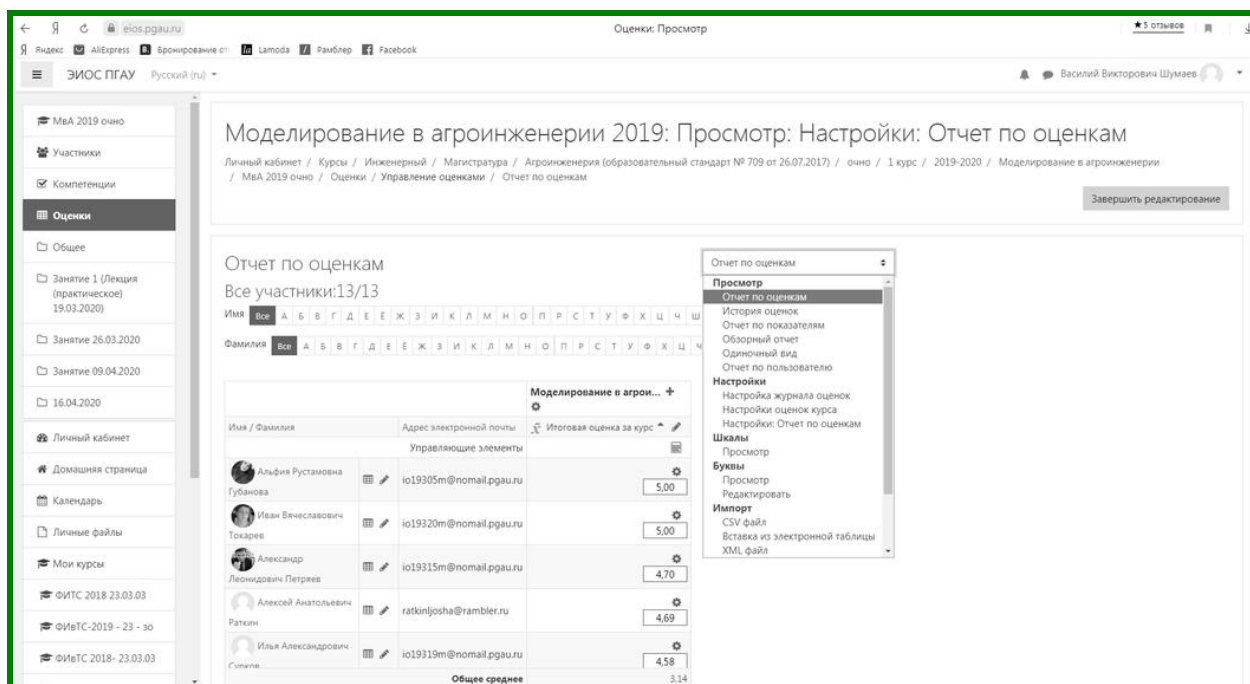 eios.pgau.ru
Оценки: Просмотр
★ 5 отзывов
Яндекс AliExpress Бронирование от Lamoda Рамблер Facebook
ЭИОС ПГАУ Русский (ru)
Василий Викторович Шумаев
МвА 2019 очно
Участники
Компетенции
Оценки
Общее
Занятие 1 (Лекция
(практическое)
19.03.2020)
Занятие 26.03.2020
Занятие 09.04.2020
16.04.2020
Личный кабинет
Домашняя страница
Календарь
Личные файлы
Мои курсы
ФИТС 2018 23.03.03
ФИвТС-2019 - 23 - зо
ФИвТС 2018- 23.03.03
Моделирование в агроинженерии 2019: Просмотр: Настройки: Отчет по оценкам
Личный кабинет / Курсы / Инженерный / Магистратура / Агроинженерия (образовательный стандарт № 709 от 26.07.2017) / очно / 1 курс / 2019-2020 / Моделирование в агроинженерии
/ МвА 2019 очно / Оценки / Управление оценками / Отчет по оценкам
Завершить редактирование
Отчет по оценкам
Все участники:13/13
Имя Все А Б В Г Д Е Ё Ж З И К Л М Н О П Р С Т У Ф Х Ц Ч Ш
Фамилия Все А Б В Г Д Е Ё Ж З И К Л М Н О П Р С Т У Ф Х Ц Ч
Моделирование в агрои...
Имя / Фамилия Адрес электронной почты Итоговая оценка за курс
Управляющие элементы
Альфия Рустамовна
Губанова
io19305m@nomail.pgau.ru
5,00
Иван Вячеславович
Токарев
io19320m@nomail.pgau.ru
5,00
Александр
Леонидович Петряев
io19315m@nomail.pgau.ru
4,70
Алексей Анатольевич
Раткин
ratkinljosha@rambler.ru
4,69
Илья Александрович
Сурков
io19319m@nomail.pgau.ru
4,58
Общее среднее 3,14
Отчет по оценкам
Просмотр
Отчет по оценкам
История оценок
Отчет по показателям
Обзорный отчет
Одиночный вид
Отчет по пользователю
Настройки
Настройка журнала оценок
Настройки оценок курса
Настройки: Отчет по оценкам
Шкалы
Просмотр
Буквы
Просмотр
Редактировать
Импорт
CSV файл
Вставка из электронной таблицы
XML файл